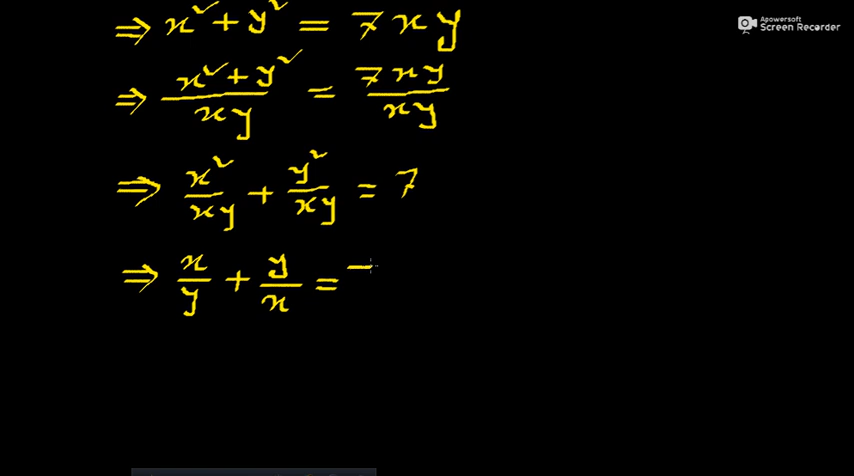 ⇒ x² + y² = 7xy
Apowersoft
Screen Recorder
⇒ (x² + y²)/(xy) = (7xy)/(xy)
⇒ x²/(xy) + y²/(xy) = 7
⇒ x/y + y/x =